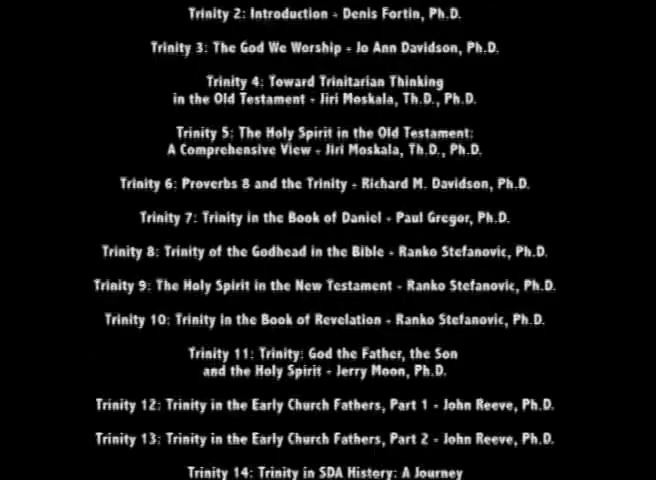 Trinity 2: Introduction - Denis Fortin, Ph.D.
Trinity 3: The God We Worship - Jo Ann Davidson, Ph.D.
Trinity 4: Toward Trinitarian Thinking
in the Old Testament - Jiri Moskala, Th.D., Ph.D.
Trinity 5: The Holy Spirit in the Old Testament:
A Comprehensive View - Jiri Moskala, Th.D., Ph.D.
Trinity 6: Proverbs 8 and the Trinity - Richard M. Davidson, Ph.D.
Trinity 7: Trinity in the Book of Daniel - Paul Gregor, Ph.D.
Trinity 8: Trinity of the Godhead in the Bible - Ranko Stefanovic, Ph.D.
Trinity 9: The Holy Spirit in the New Testament - Ranko Stefanovic, Ph.D.
Trinity 10: Trinity in the Book of Revelation - Ranko Stefanovic, Ph.D.
Trinity 11: Trinity: God the Father, the Son
and the Holy Spirit - Jerry Moon, Ph.D.
Trinity 12: Trinity in the Early Church Fathers, Part 1 - John Reeve, Ph.D.
Trinity 13: Trinity in the Early Church Fathers, Part 2 - John Reeve, Ph.D.
Trinity 14: Trinity in SDA History: A Journey